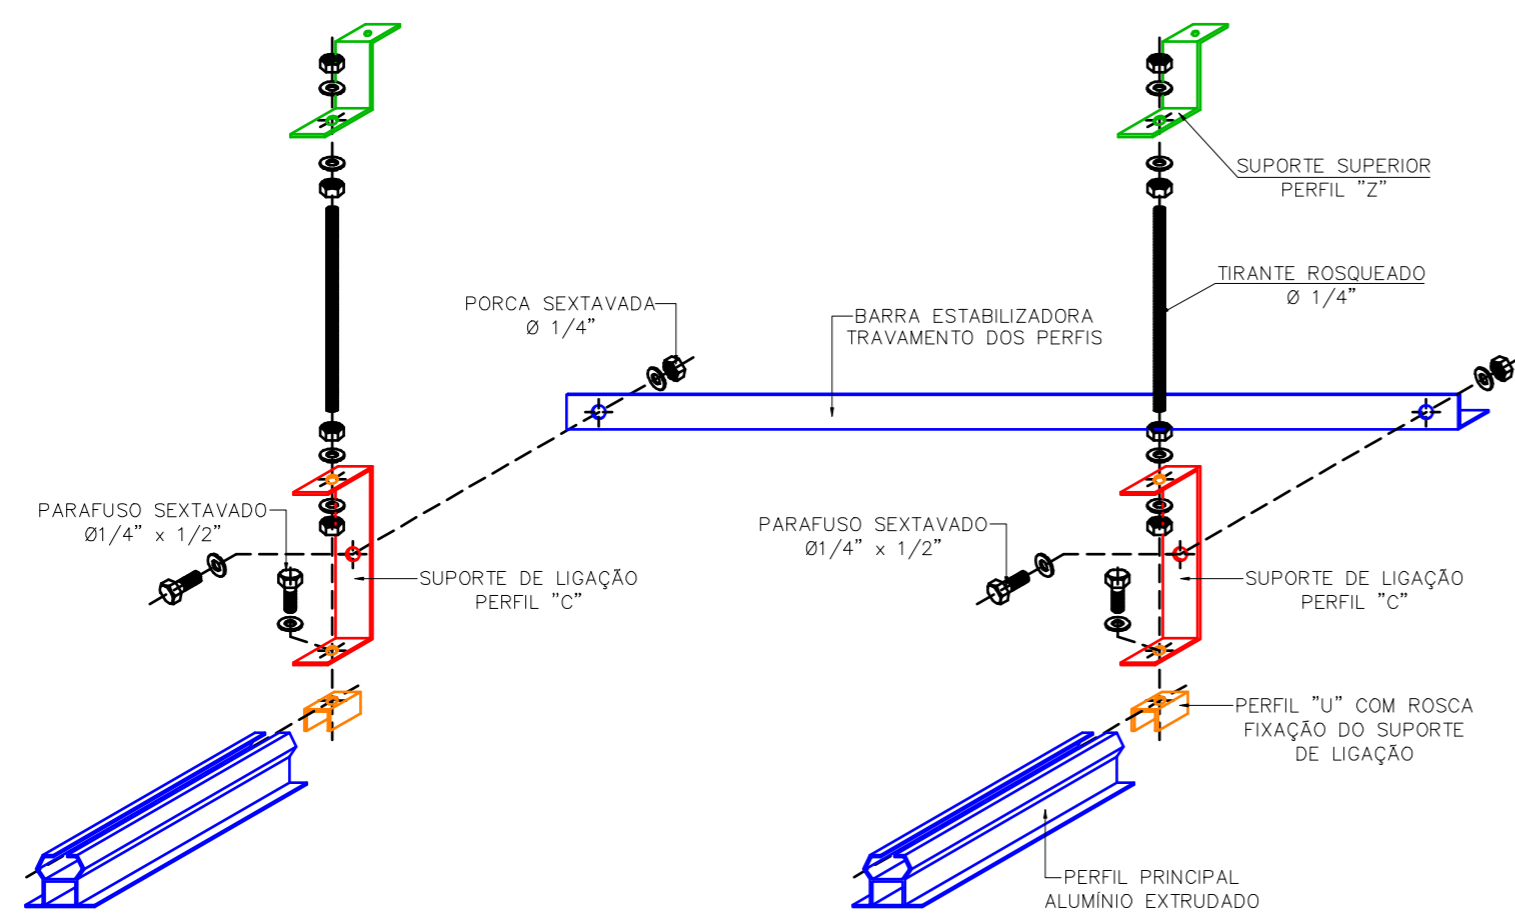 SUPORTE SUPERIOR
PERFIL "Z"
TIRANTE ROSQUEADO
Ø 1/4"
PORCA SEXTAVADA
Ø 1/4"
BARRA ESTABILIZADORA
TRAVAMENTO DOS PERFIS
PARAFUSO SEXTAVADO
Ø1/4" x 1/2"
PARAFUSO SEXTAVADO
Ø1/4" x 1/2"
SUPORTE DE LIGAÇÃO
PERFIL "C"
SUPORTE DE LIGAÇÃO
PERFIL "C"
PERFIL "U" COM ROSCA
FIXAÇÃO DO SUPORTE
DE LIGAÇÃO
PERFIL PRINCIPAL
ALUMÍNIO EXTRUDADO